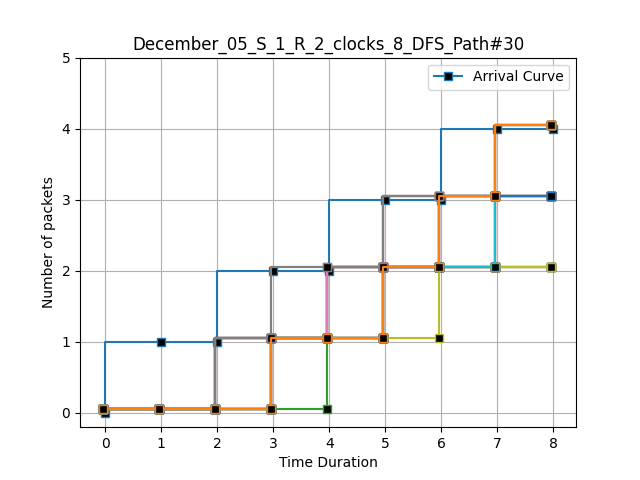 December_05_S_1_R_2_clocks_8_DFS_Path#30
Arrival Curve
Number of packets
5
4
3
2
1
0
0 1 2 3 4 5 6 7 8
Time Duration